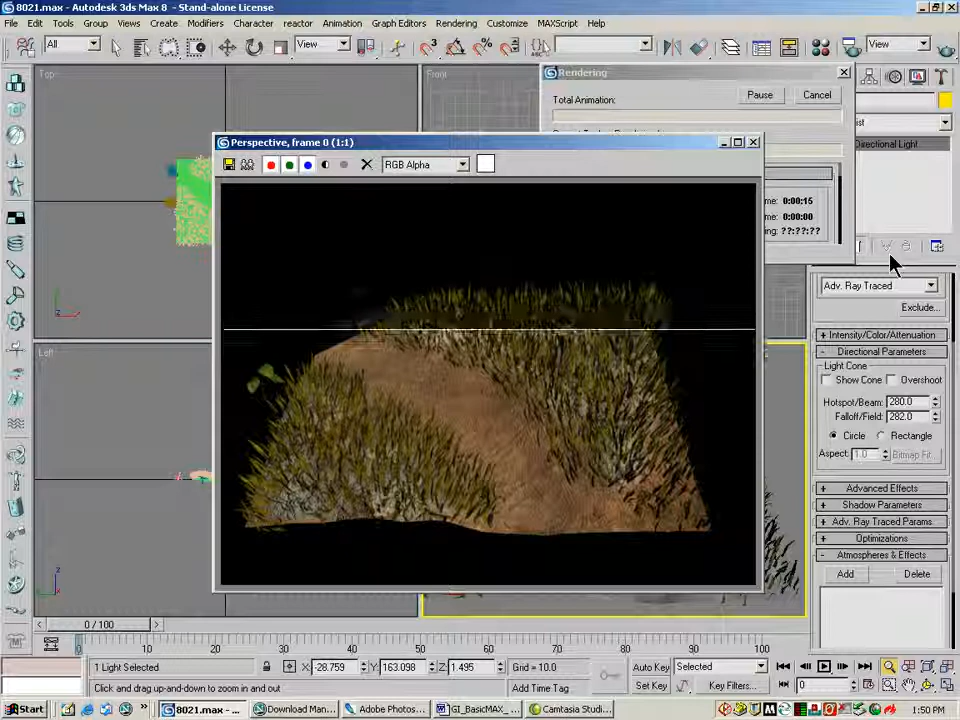 8021.max - Autodesk 3ds Max 8 - Stand-alone License
File Edit Tools Group Views Create Modifiers Character reactor Animation Graph Editors Rendering Customize MAXScript Help
All View View
Top Front
Rendering
Total Animation:
Pause Cancel
Perspective, frame 0 (1:1)
RGB Alpha
me: 0:00:15
me: 0:00:00
ing: ??:??:??
ist
Directional Light
Adv. Ray Traced
Exclude...
+ Intensity/Color/Attenuation
- Directional Parameters
Light Cone
Show Cone Overshoot
Hotspot/Beam: 280.0
Falloff/Field: 282.0
Circle Rectangle
Aspect: 1.0 Bitmap Fit...
+ Advanced Effects
+ Shadow Parameters
+ Adv. Ray Traced Params
+ Optimizations
- Atmospheres & Effects
Add Delete
Left
z
z
0 / 100
0 10 20 30 40 50 60 70 80 90 100
1 Light Selected X: -28.759 Y: 163.098 Z: 1.495 Grid = 10.0 Auto Key Selected
Click and drag up-and-down to zoom in and out Add Time Tag Set Key Key Filters... 0
Start 8021.max - ... Download Man... Adobe Photos... GI_BasicMAX_... Camtasia Studi... 1:50 PM